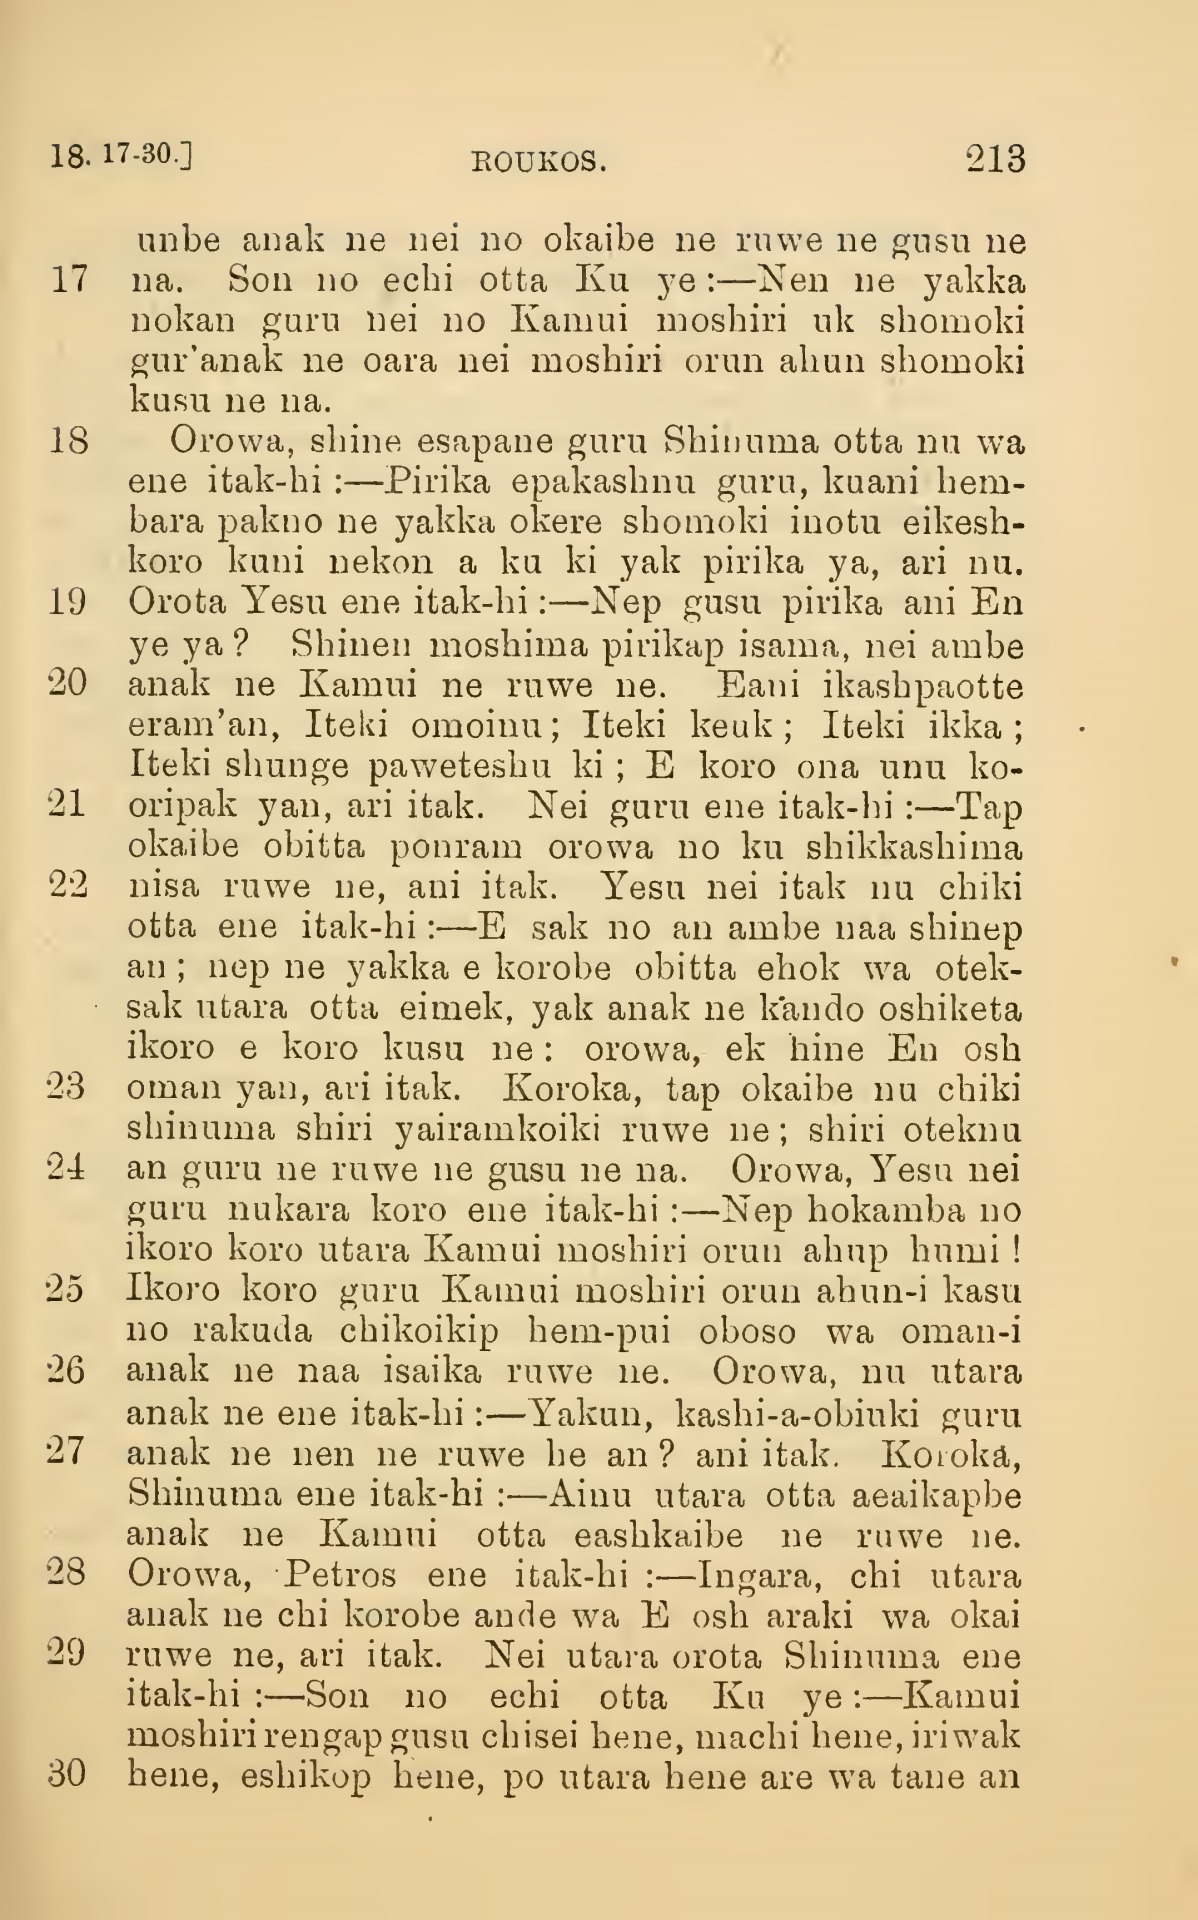 18. 17-30.] ROUKOS. 213
unbe anak ne nei no okaibe ne ruwe ne gusu ne
17 na. Son no echi otta Ku ye :—Nen ne yakka
nokan guru nei no Kamui moshiri uk shomoki
gur'anak ne oara nei moshiri orun ahun shomoki
kusu ne na.
18 Orowa, shine esapane guru Shinuma otta nu wa
ene itak-hi :—Pirika epakashnu guru, kuani hem-
bara pakno ne yakka okere shomoki inotu eikesh-
koro kuni nekon a ku ki yak pirika ya, ari nu.
19 Orota Yesu ene itak-hi :—Nep gusu pirika ani En
ye ya? Shinen moshima pirikap isama, nei ambe
20 anak ne Kamui ne ruwe ne. Eani ikashpaotte
eram'an, Iteki omoinu; Iteki keuk; Iteki ikka;
Iteki shunge paweteshu ki; E koro ona unu ko-
21 oripak yan, ari itak. Nei guru ene itak-hi :—Tap
okaibe obitta ponram orowa no ku shikkashima
22 nisa ruwe ne, ani itak. Yesu nei itak nu chiki
otta ene itak-hi :—E sak no an ambe naa shinep
an; nep ne yakka e korobe obitta ehok wa otek-
sak utara otta eimek, yak anak ne kando oshiketa
ikoro e koro kusu ne: orowa, ek hine En osh
23 oman yan, ari itak. Koroka, tap okaibe nu chiki
shinuma shiri yairamkoiki ruwe ne; shiri oteknu
24 an guru ne ruwe ne gusu ne na. Orowa, Yesu nei
guru nukara koro ene itak-hi :—Nep hokamba no
ikoro koro utara Kamui moshiri orun ahup humi!
25 Ikoro koro guru Kamui moshiri orun ahun-i kasu
no rakuda chikoikip hem-pui oboso wa oman-i
26 anak ne naa isaika ruwe ne. Orowa, nu utara
anak ne ene itak-hi :—Yakun, kashi-a-obiuki guru
27 anak ne nen ne ruwe he an? ani itak. Koroka,
Shinuma ene itak-hi :—Ainu utara otta aeaikapbe
anak ne Kamui otta eashkaibe ne ruwe ne.
28 Orowa, Petros ene itak-hi :—Ingara, chi utara
anak ne chi korobe ande wa E osh araki wa okai
29 ruwe ne, ari itak. Nei utara orota Shinuma ene
itak-hi :—Son no echi otta Ku ye :—Kamui
moshiri rengap gusu chisei hene, machi hene, iriwak
30 hene, eshikop hene, po utara hene are wa tane an